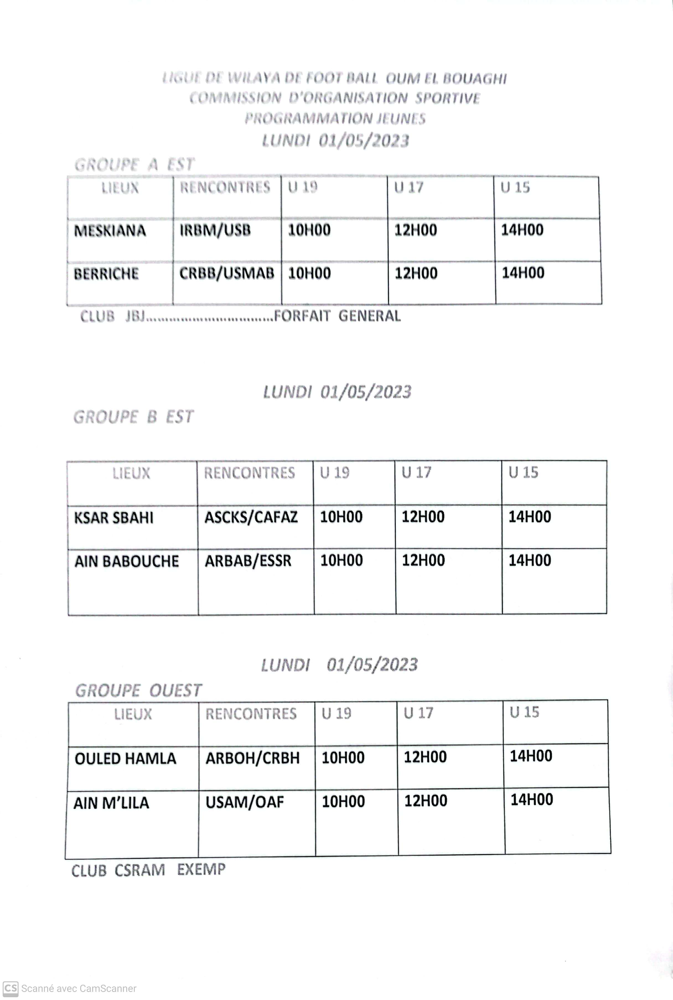 LIGUE DE WILAYA DE FOOT BALL OUM EL BOUAGHI
COMMISSION D'ORGANISATION SPORTIVE
PROGRAMMATION JEUNES
LUNDI 01/05/2023
GROUPE A EST
LIEUX RENCONTRES U 19 U 17 U 15
MESKIANA IRBM/USB 10H00 12H00 14H00
BERRICHE CRBB/USMAB 10H00 12H00 14H00
CLUB JBJ.................................FORFAIT GENERAL
LUNDI 01/05/2023
GROUPE B EST
LIEUX RENCONTRES U 19 U 17 U 15
KSAR SBAHI ASCKS/CAFAZ 10H00 12H00 14H00
AIN BABOUCHE ARBAB/ESSR 10H00 12H00 14H00
LUNDI 01/05/2023
GROUPE OUEST
LIEUX RENCONTRES U 19 U 17 U 15
OULED HAMLA ARBOH/CRBH 10H00 12H00 14H00
AIN M'LILA USAM/OAF 10H00 12H00 14H00
CLUB CSRAM EXEMP
CS Scanné avec CamScanner